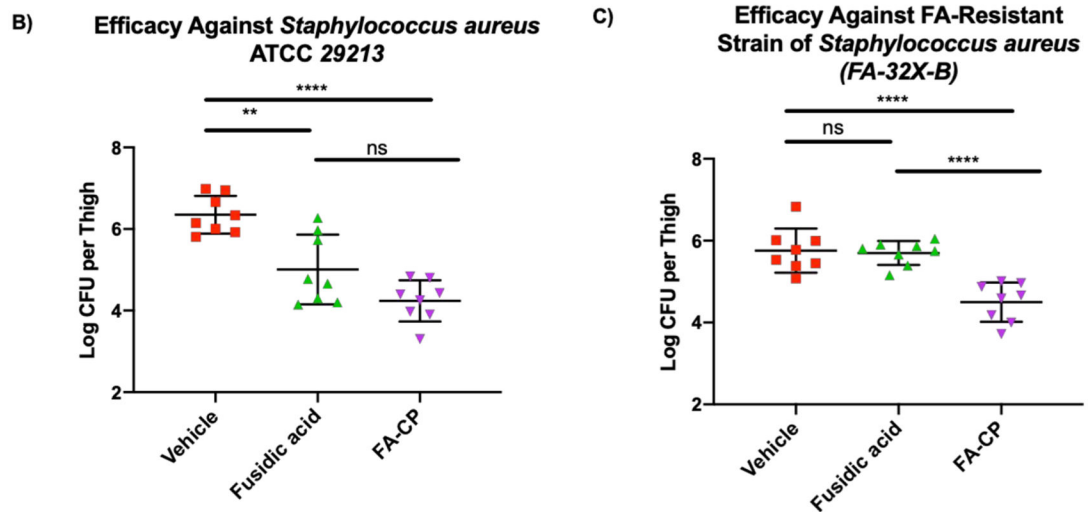 B)
Efficacy Against Staphylococcus aureus
ATCC 29213
****
**
ns
8
6
4
2
Log CFU per Thigh
Vehicle
Fusidic acid
FA-CP
C)
Efficacy Against FA-Resistant
Strain of Staphylococcus aureus
(FA-32X-B)
****
ns
****
8
6
4
2
Log CFU per Thigh
Vehicle
Fusidic acid
FA-CP